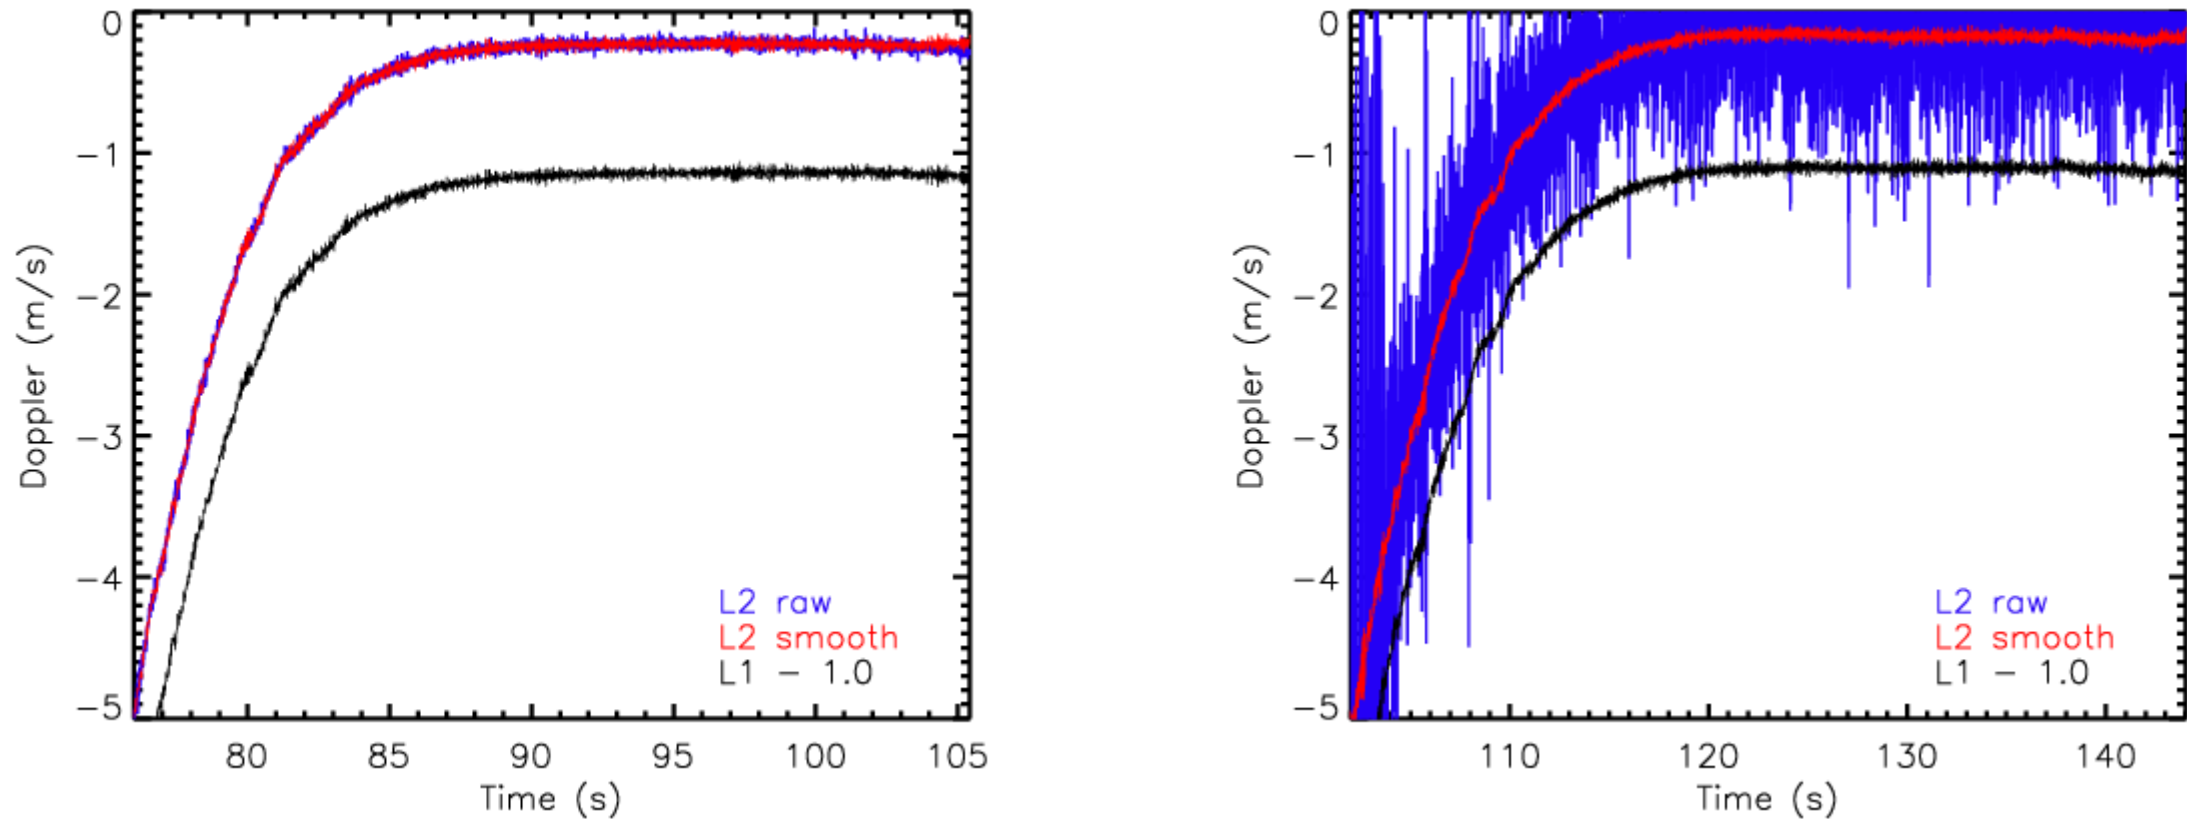 0
−1
−2
−3
−4
−5
Doppler (m/s)
80 85 90 95 100 105
Time (s)
L2 raw
L2 smooth
L1 − 1.0
0
−1
−2
−3
−4
−5
Doppler (m/s)
110 120 130 140
Time (s)
L2 raw
L2 smooth
L1 − 1.0